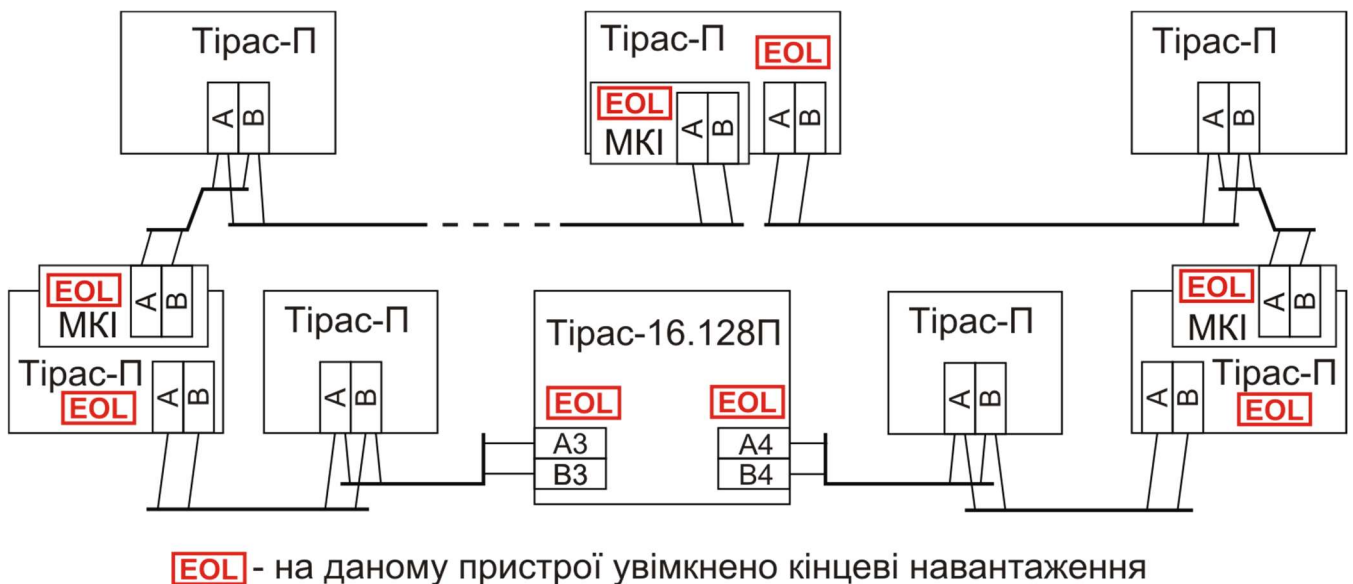 Тірас-П
A
B
Тірас-П
EOL
EOL
МКІ
A
B
A
B
Тірас-П
A
B
EOL
МКІ
A
B
Тірас-П
EOL
A
B
Тірас-П
A
B
Тірас-16.128П
EOL
EOL
A3
B3
A4
B4
Тірас-П
A
B
EOL
МКІ
A
B
A
B
Тірас-П
EOL
EOL - на даному пристрої увімкнено кінцеві навантаження